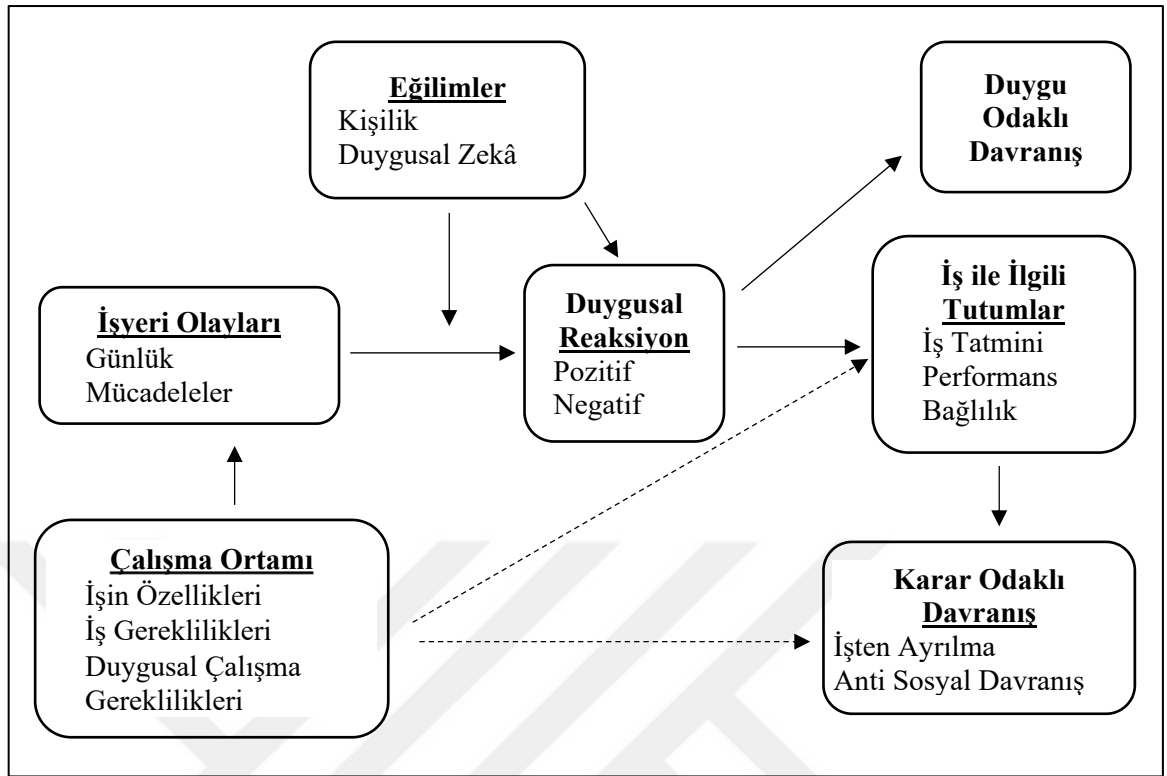 Eğilimler
Kişilik
Duygusal Zekâ
Duygu
Odaklı
Davranış
İşyeri Olayları
Günlük
Mücadeleler
Duygusal
Reaksiyon
Pozitif
Negatif
İş ile İlgili
Tutumlar
İş Tatmini
Performans
Bağlılık
Çalışma Ortamı
İşin Özellikleri
İş Gereklilikleri
Duygusal Çalışma
Gereklilikleri
Karar Odaklı
Davranış
İşten Ayrılma
Anti Sosyal Davranış